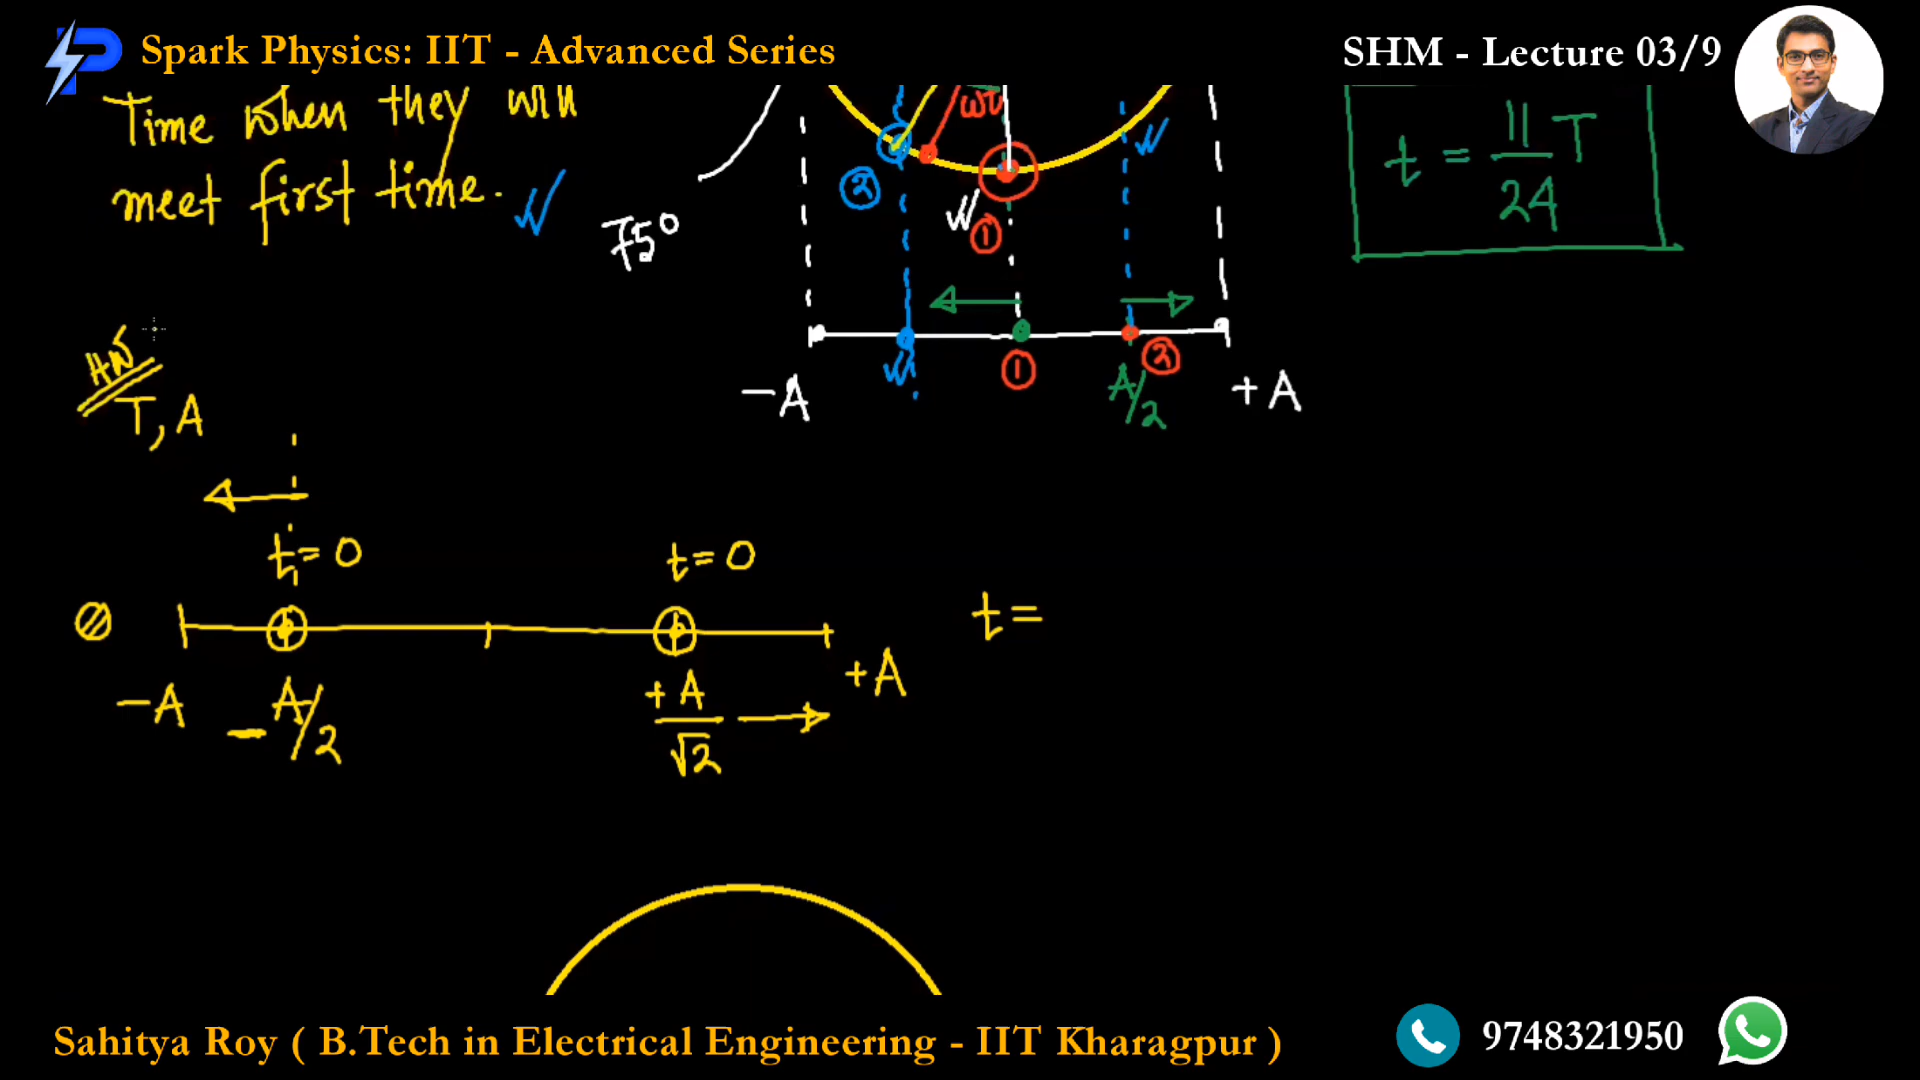 Spark Physics: IIT - Advanced Series
SHM - Lecture 03/9
Time when they will
meet first time.
75°
ωt
②
①
t = 11/24 T
①
②
-A
A/2
+A
HW
T, A
t = 0
t = 0
t =
-A
-A/2
+A/√2
+A
Sahitya Roy ( B.Tech in Electrical Engineering - IIT Kharagpur )
9748321950